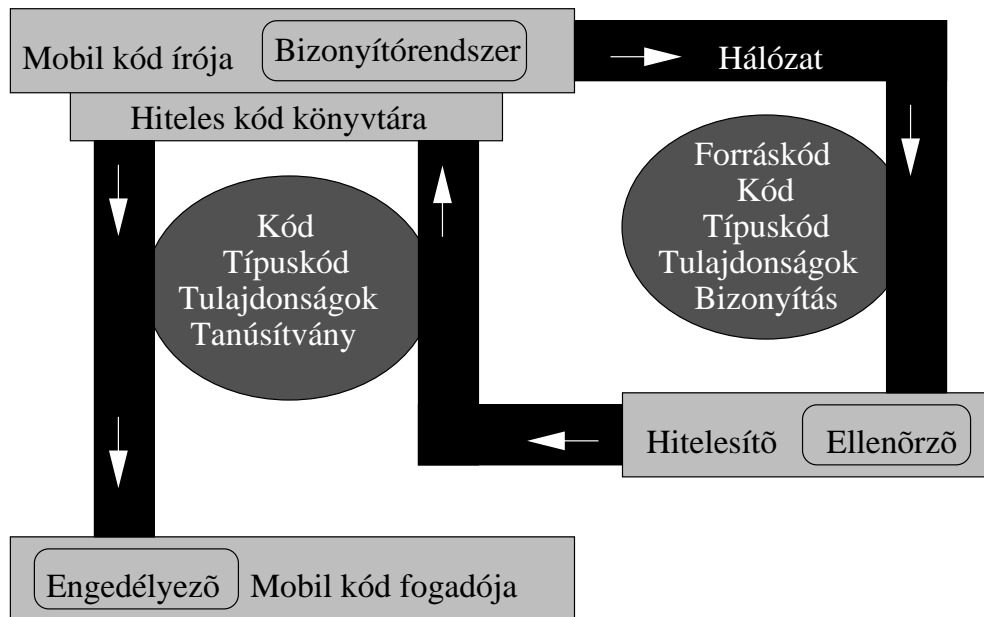 Mobil kód írója Bizonyítórendszer
Hálózat
Hiteles kód könyvtára
Forráskód
Kód
Típuskód
Tulajdonságok
Bizonyítás
Kód
Típuskód
Tulajdonságok
Tanúsítvány
Hitelesítõ Ellenõrzõ
Engedélyezõ Mobil kód fogadója